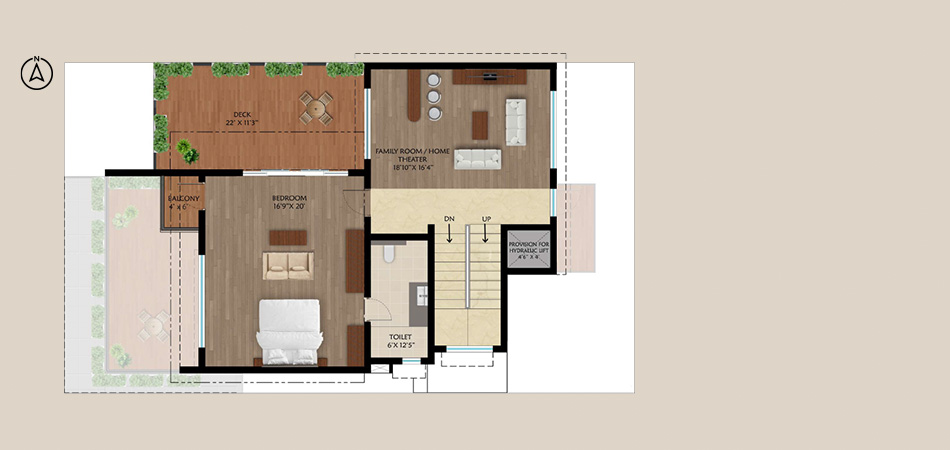 N
DECK
22' X 11'3"
FAMILY ROOM / HOME
THEATER
18'10" X 16'4"
BALCONY
4' x 6'
BEDROOM
16'9" X 20'
DN
UP
PROVISION FOR
HYDRAULIC LIFT
4'6" X 4'
TOILET
6' X 12'5"